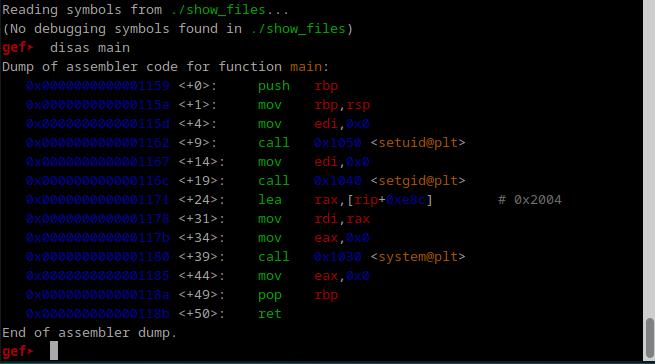 Reading symbols from ./show_files...
(No debugging symbols found in ./show_files)
gef➤  disas main
Dump of assembler code for function main:
   0x0000000000001159 <+0>:     push   rbp
   0x000000000000115a <+1>:     mov    rbp,rsp
   0x000000000000115d <+4>:     mov    edi,0x0
   0x0000000000001162 <+9>:     call   0x1050 <setuid@plt>
   0x0000000000001167 <+14>:    mov    edi,0x0
   0x000000000000116c <+19>:    call   0x1040 <setgid@plt>
   0x0000000000001171 <+24>:    lea    rax,[rip+0xe8c]        # 0x2004
   0x0000000000001178 <+31>:    mov    rdi,rax
   0x000000000000117b <+34>:    mov    eax,0x0
   0x0000000000001180 <+39>:    call   0x1030 <system@plt>
   0x0000000000001185 <+44>:    mov    eax,0x0
   0x000000000000118a <+49>:    pop    rbp
   0x000000000000118b <+50>:    ret
End of assembler dump.
gef➤